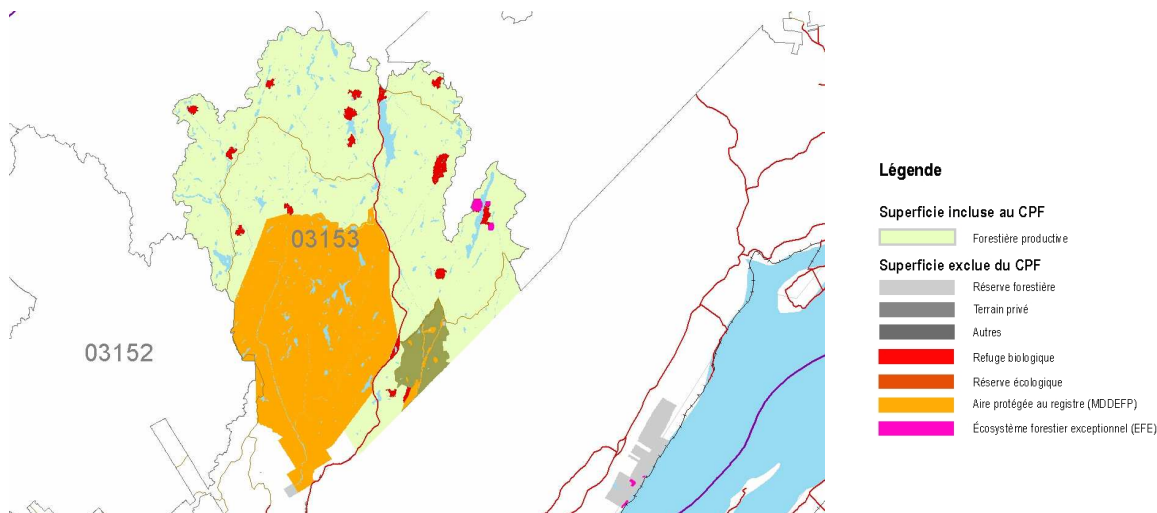 03153
03152
Légende
Superficie incluse au CPF
Forestière productive
Superficie exclue du CPF
Réserve forestière
Terrain privé
Autres
Refuge biologique
Réserve écologique
Aire protégée au registre (MDDEFP)
Écosystème forestier exceptionnel (EFE)